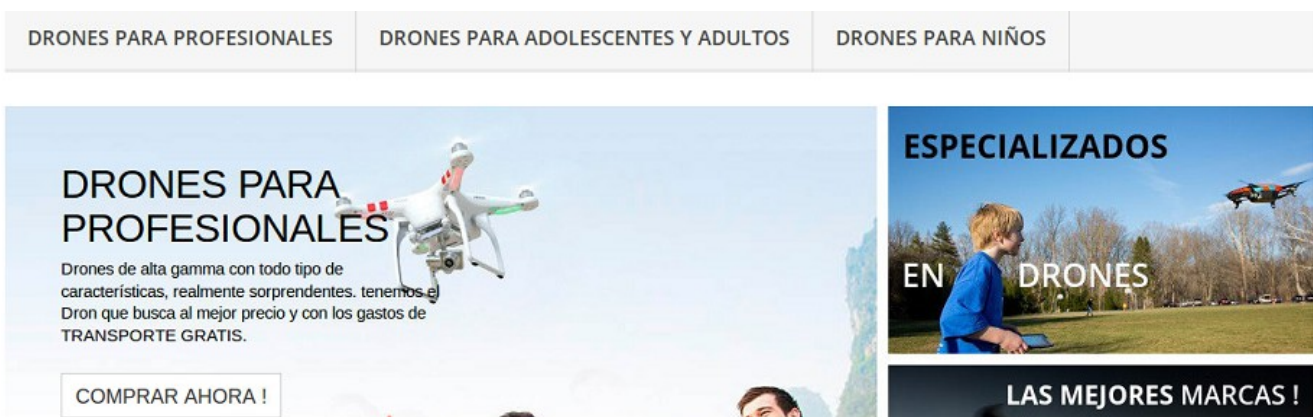 DRONES PARA PROFESIONALES
DRONES PARA ADOLESCENTES Y ADULTOS
DRONES PARA NIÑOS
DRONES PARA
PROFESIONALES
Drones de alta gamma con todo tipo de
características, realmente sorprendentes. tenemos el
Dron que busca al mejor precio y con los gastos de
TRANSPORTE GRATIS.
COMPRAR AHORA !
ESPECIALIZADOS
EN DRONES
LAS MEJORES MARCAS !